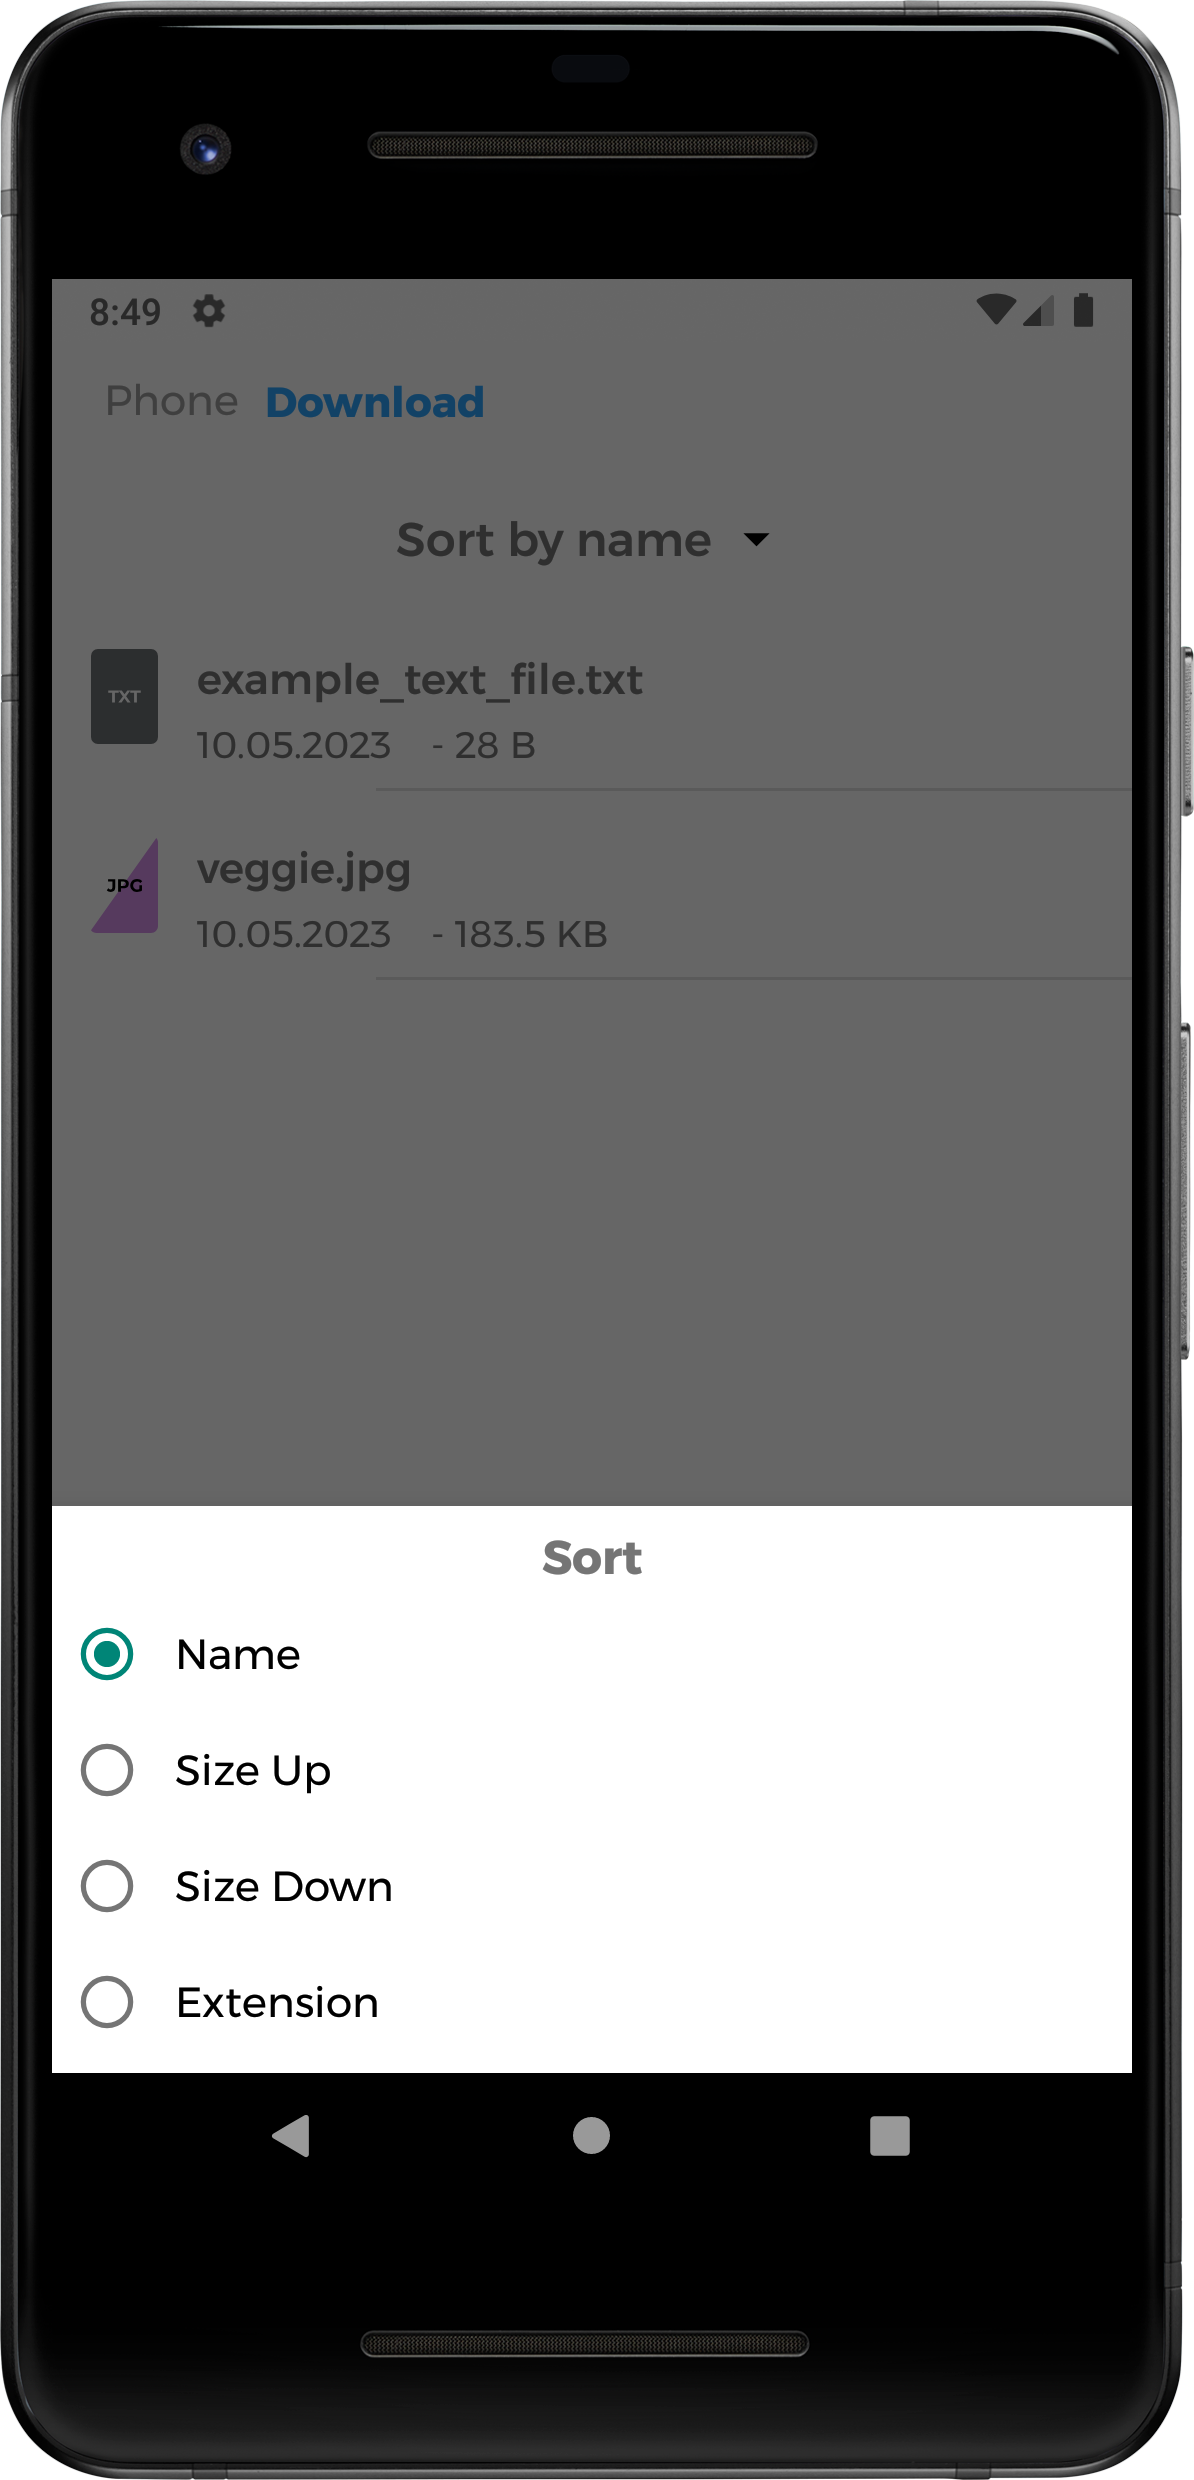 8:49
Phone Download
Sort by name
TXT
example_text_file.txt
10.05.2023 - 28 B
JPG
veggie.jpg
10.05.2023 - 183.5 KB
Sort
Name
Size Up
Size Down
Extension